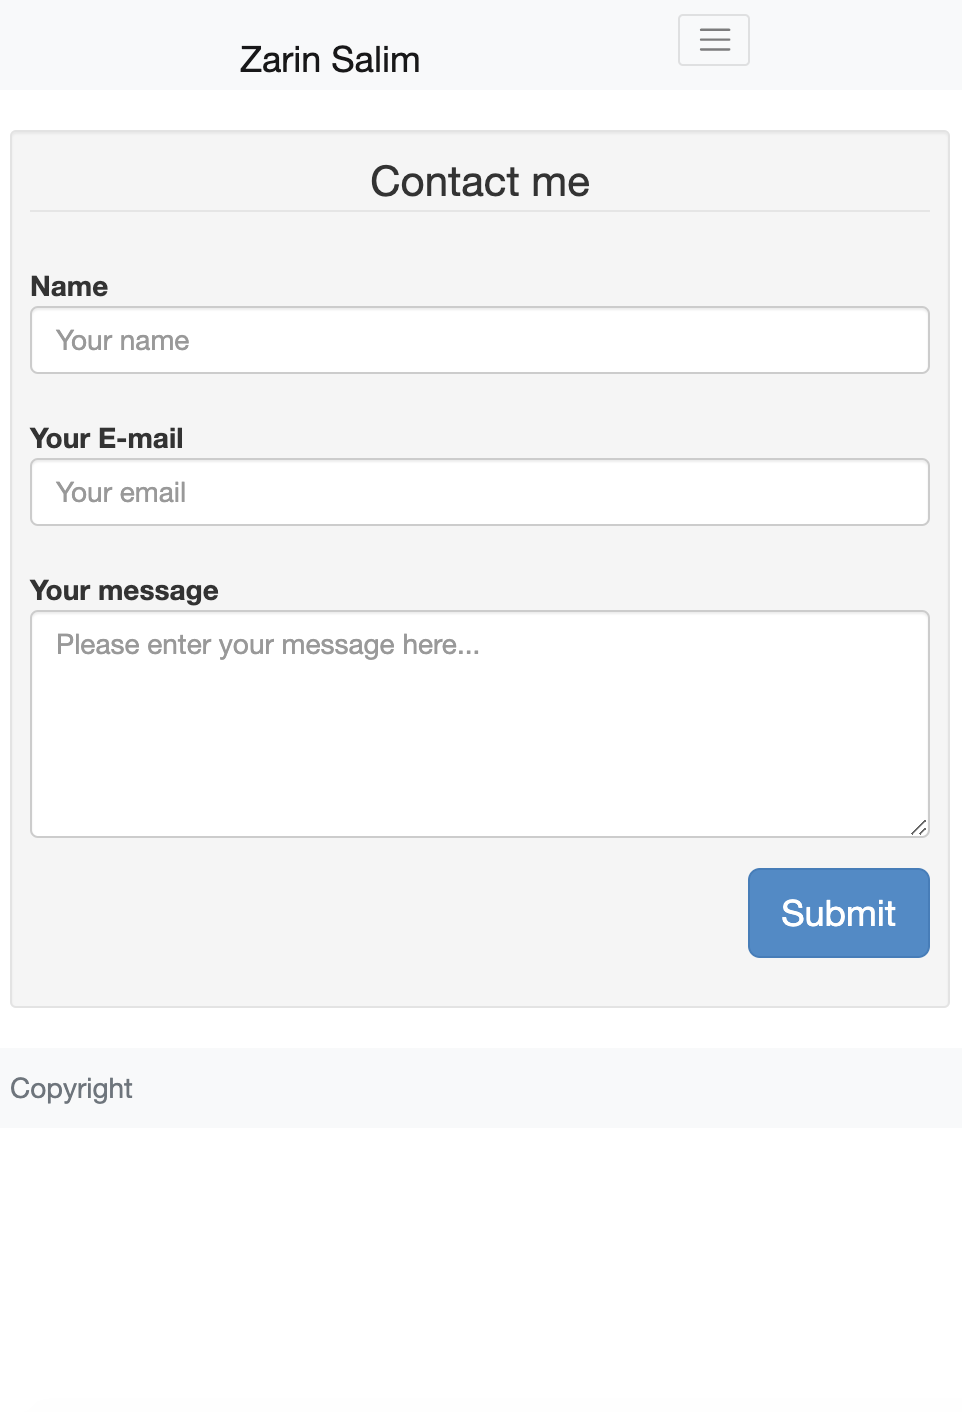 Zarin Salim
Contact me
Name
Your name
Your E-mail
Your email
Your message
Please enter your message here...
Submit
Copyright